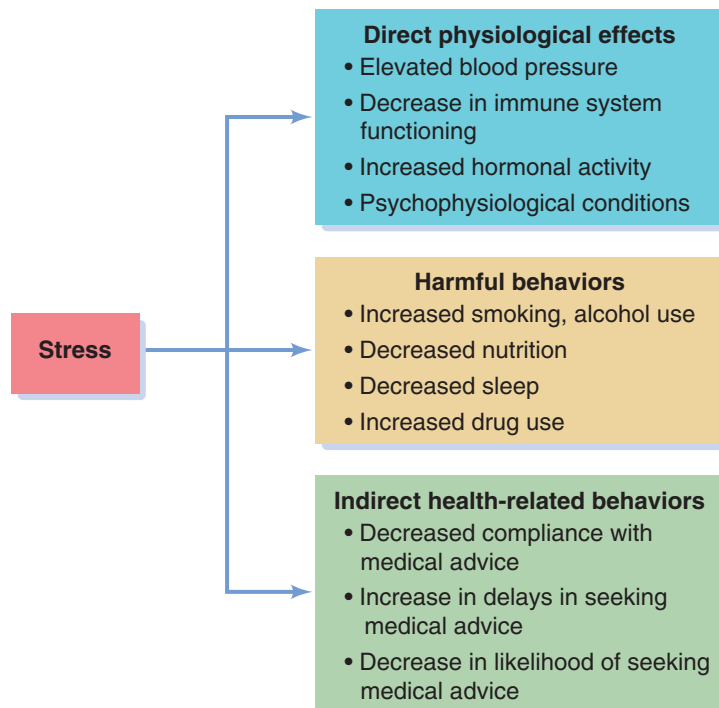 Direct physiological effects
• Elevated blood pressure
• Decrease in immune system
functioning
• Increased hormonal activity
• Psychophysiological conditions
Stress
Harmful behaviors
• Increased smoking, alcohol use
• Decreased nutrition
• Decreased sleep
• Increased drug use
Indirect health-related behaviors
• Decreased compliance with
medical advice
• Increase in delays in seeking
medical advice
• Decrease in likelihood of seeking
medical advice